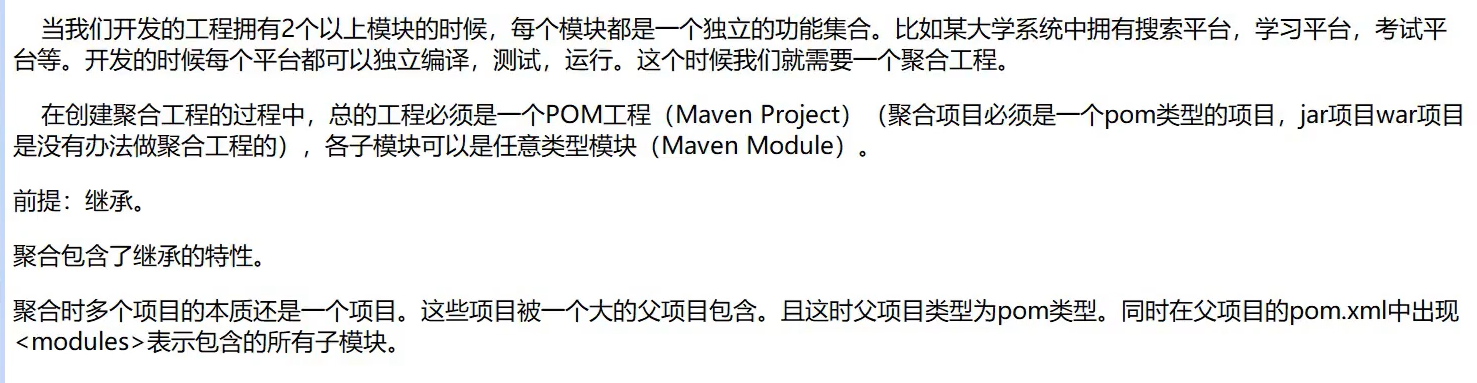 当我们开发的工程拥有2个以上模块的时候，每个模块都是一个独立的功能集合。比如某大学系统中拥有搜索平台，学习平台，考试平
台等。开发的时候每个平台都可以独立编译，测试，运行。这个时候我们就需要一个聚合工程。
在创建聚合工程的过程中，总的工程必须是一个POM工程（Maven Project）（聚合项目必须是一个pom类型的项目，jar项目war项目
是没有办法做聚合工程的），各子模块可以是任意类型模块（Maven Module）。
前提：继承。
聚合包含了继承的特性。
聚合时多个项目的本质还是一个项目。这些项目被一个大的父项目包含。且这时父项目类型为pom类型。同时在父项目的pom.xml中出现
<modules>表示包含的所有子模块。